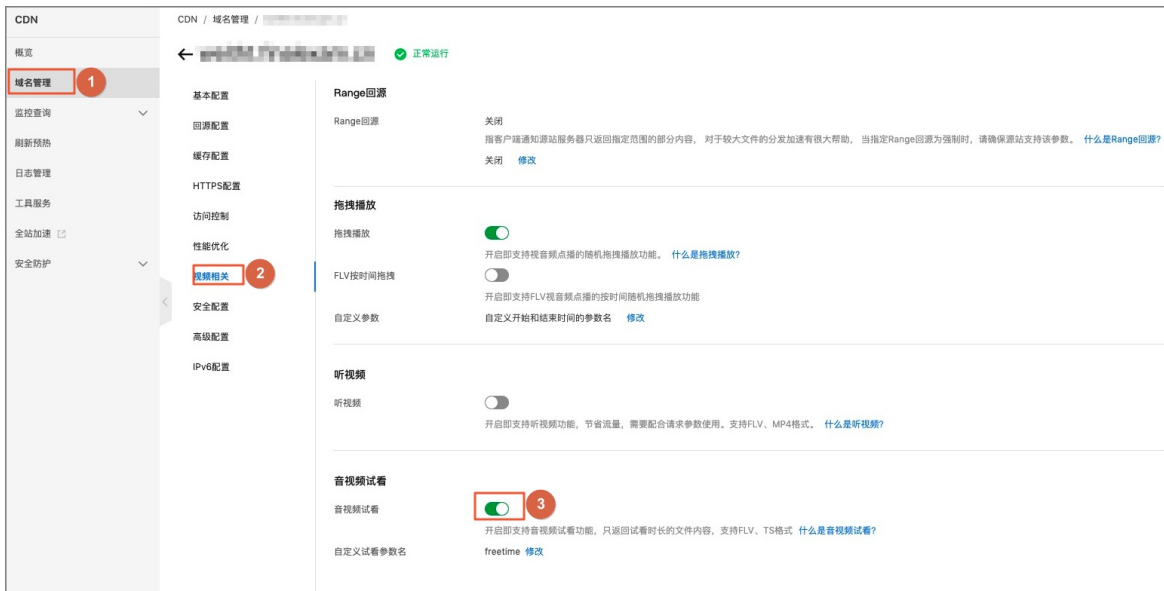 CDN
概览
域名管理
1
监控查询
刷新预热
日志管理
工具服务
全站加速
安全防护
CDN / 域名管理 /
正常运行
基本配置
回源配置
缓存配置
HTTPS配置
访问控制
性能优化
视频相关
2
安全配置
高级配置
IPv6配置
Range回源
Range回源
关闭
指客户端通知源站服务器只返回指定范围的部分内容，对于较大文件的分发加速有很大帮助，当指定Range回源为强制时，请确保源站支持该参数。 什么是Range回源?
关闭 修改
拖拽播放
拖拽播放
开启即支持视音频点播的随机拖拽播放功能。 什么是拖拽播放?
FLV按时间拖拽
开启即支持FLV视音频点播的按时间随机拖拽播放功能
自定义参数
自定义开始和结束时间的参数名 修改
听视频
听视频
开启即支持听视频功能，节省流量，需要配合请求参数使用。支持FLV、MP4格式。 什么是听视频?
音视频试看
音视频试看
3
开启即支持音视频试看功能，只返回试看时长的文件内容，支持FLV、TS格式 什么是音视频试看?
自定义试看参数名
freetime 修改